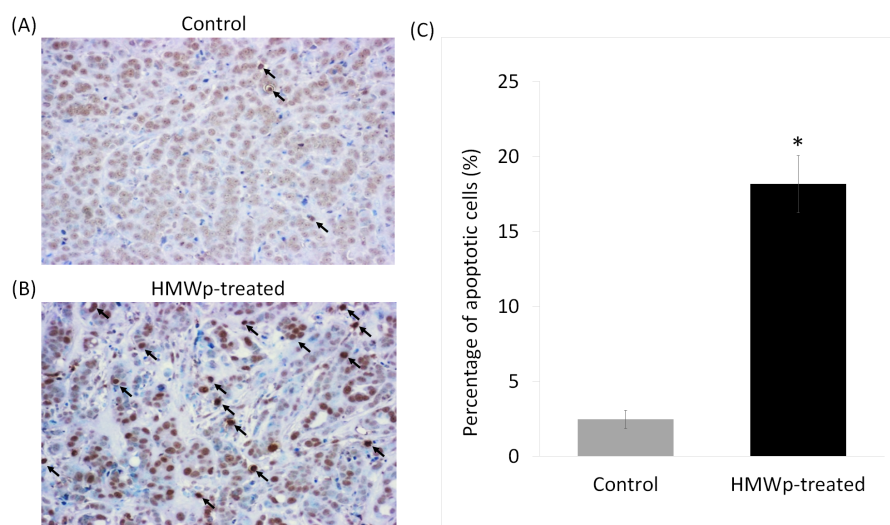 (A)
Control
(B)
HMWp-treated
(C)
Percentage of apoptotic cells (%)
25
20
15
10
5
0
*
Control
HMWp-treated